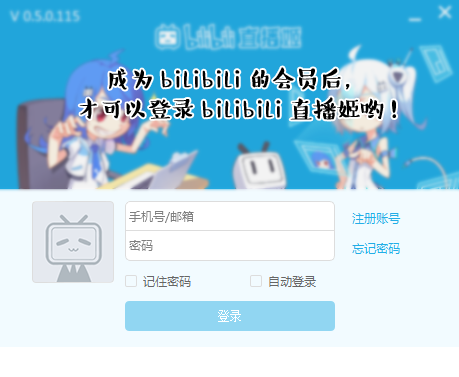 V 0.5.0.115
bilibili 直播姬
成为 bilibili 的会员后，
才可以登录 bilibili 直播姬哟！
手机号/邮箱
注册账号
密码
忘记密码
记住密码
自动登录
登录